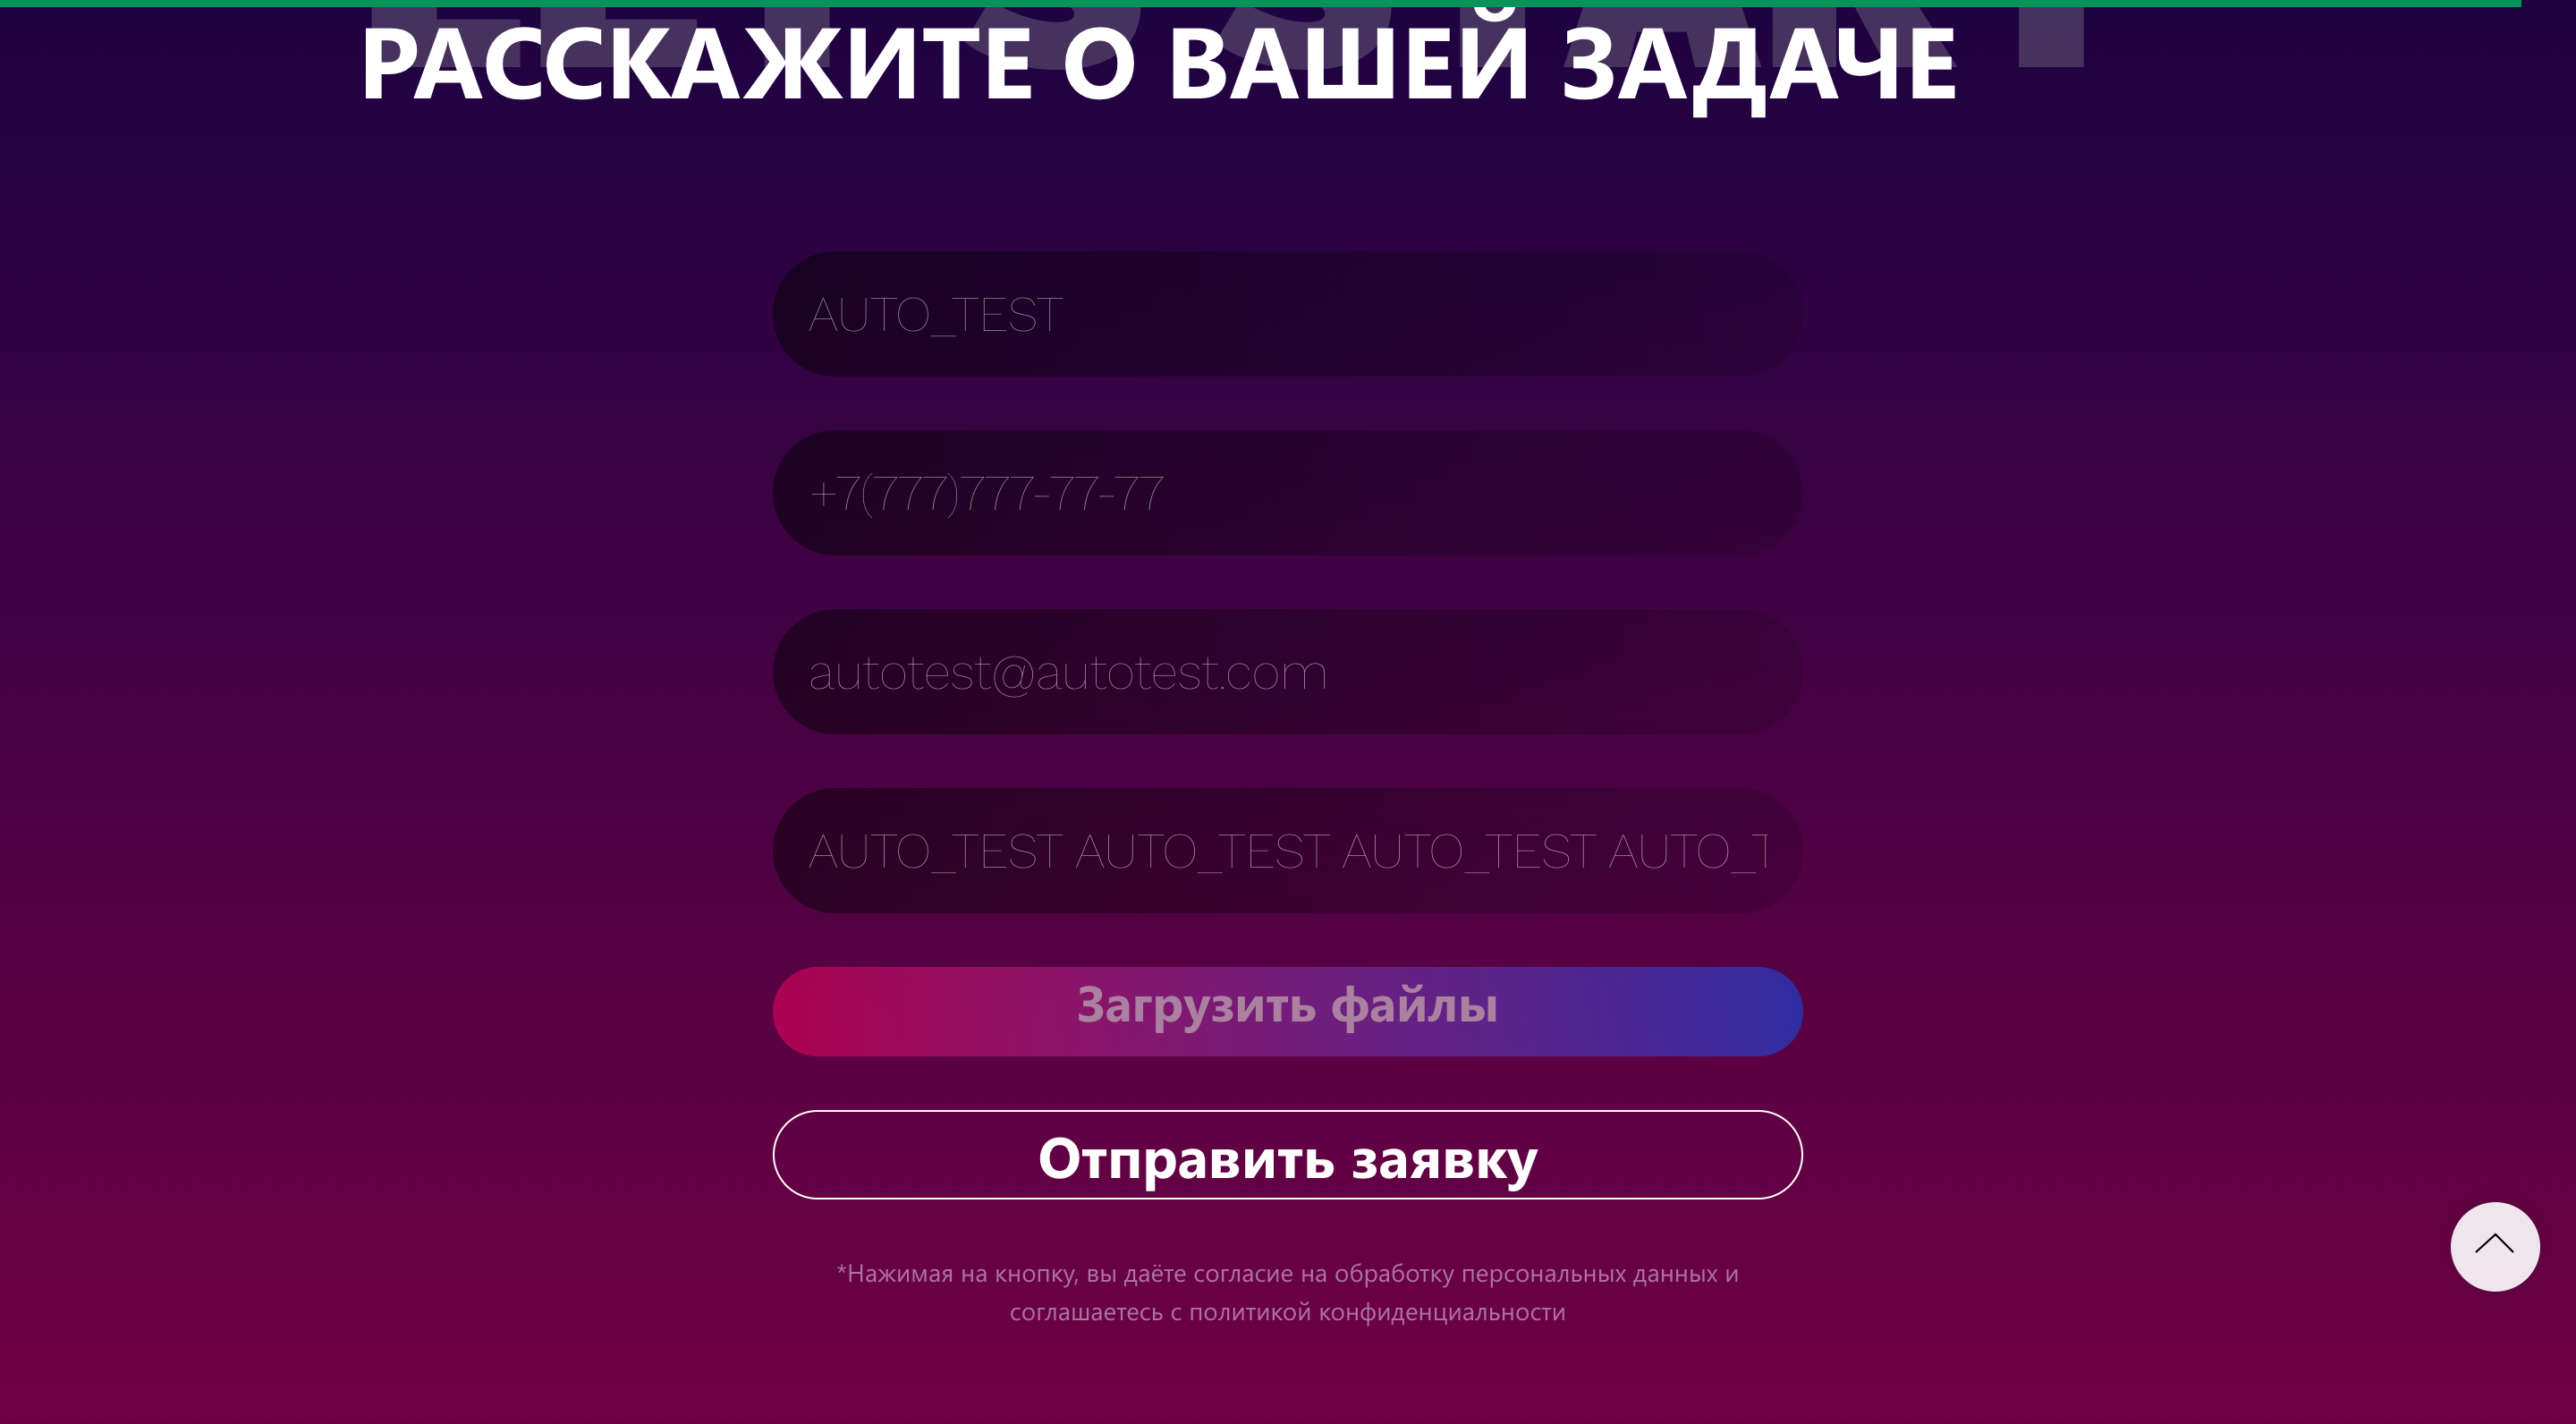 РАССКАЖИТЕ О ВАШЕЙ ЗАДАЧЕ
AUTO_TEST
+7(777)777-77-77
autotest@autotest.com
AUTO_TEST AUTO_TEST AUTO_TEST AUTO_T
Загрузить файлы
Отправить заявку
*Нажимая на кнопку, вы даёте согласие на обработку персональных данных и
соглашаетесь с политикой конфиденциальности